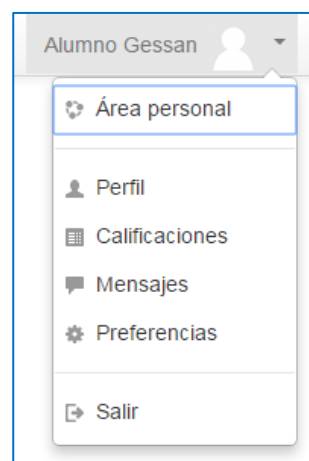 Alumno Gessan
Área personal
Perfil
Calificaciones
Mensajes
Preferencias
Salir